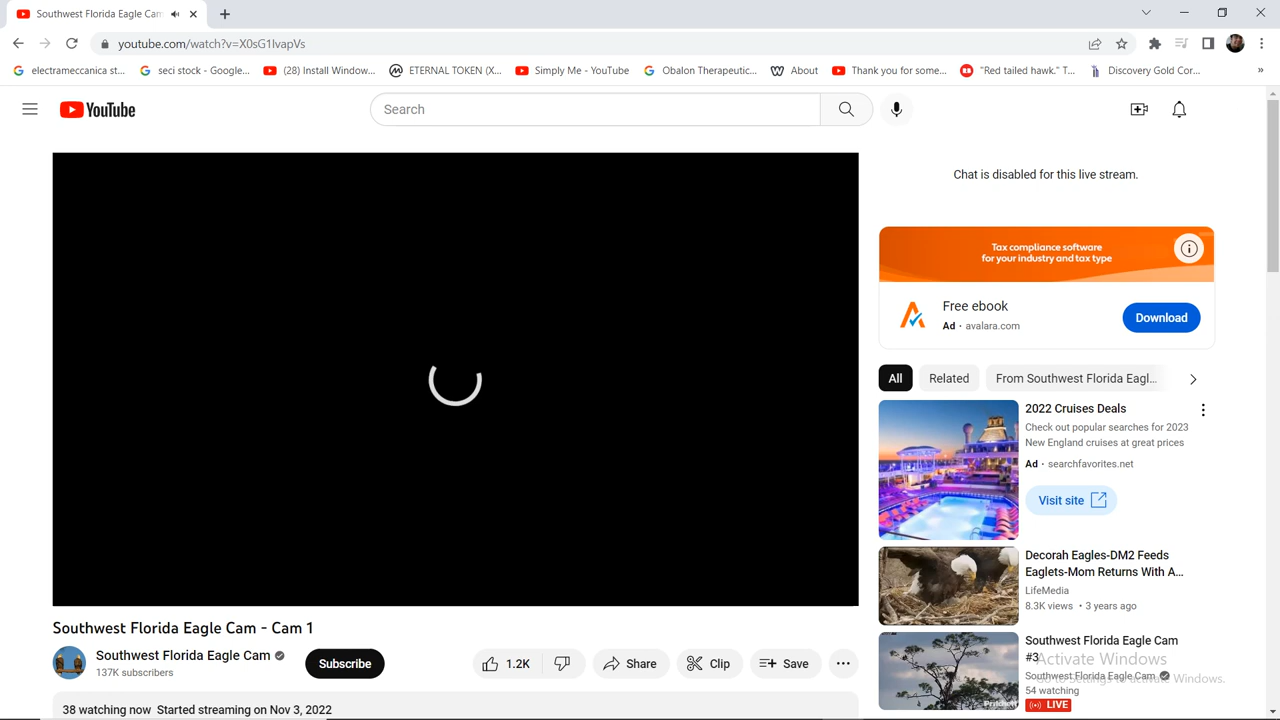 Southwest Florida Eagle Cam
youtube.com/watch?v=X0sG1IvapVs
electrameccanica st...
seci stock - Google...
(28) Install Window...
ETERNAL TOKEN, X...
Simply Me - YouTube
Obalon Therapeutic...
About
Thank you for some...
"Red tailed hawk." T...
Discovery Gold Cor...
»
YouTube
Search
Chat is disabled for this live stream.
Tax compliance software
for your industry and tax type
Free ebook
Ad · avalara.com
Download
All
Related
From Southwest Florida Eagl...
2022 Cruises Deals
Check out popular searches for 2023
New England cruises at great prices
Ad · searchfavorites.net
Visit site
Decorah Eagles-DM2 Feeds
Eaglets-Mom Returns With A...
LifeMedia
8.3K views • 3 years ago
Southwest Florida Eagle Cam - Cam 1
Southwest Florida Eagle Cam
137K subscribers
Subscribe
1.2K
Share
Clip
Save
Southwest Florida Eagle Cam
#3
Activate Windows
Southwest Florida Eagle Cam
Go to Settings to activate Windows.
54 watching
LIVE
Pritchett
38 watching now Started streaming on Nov 3